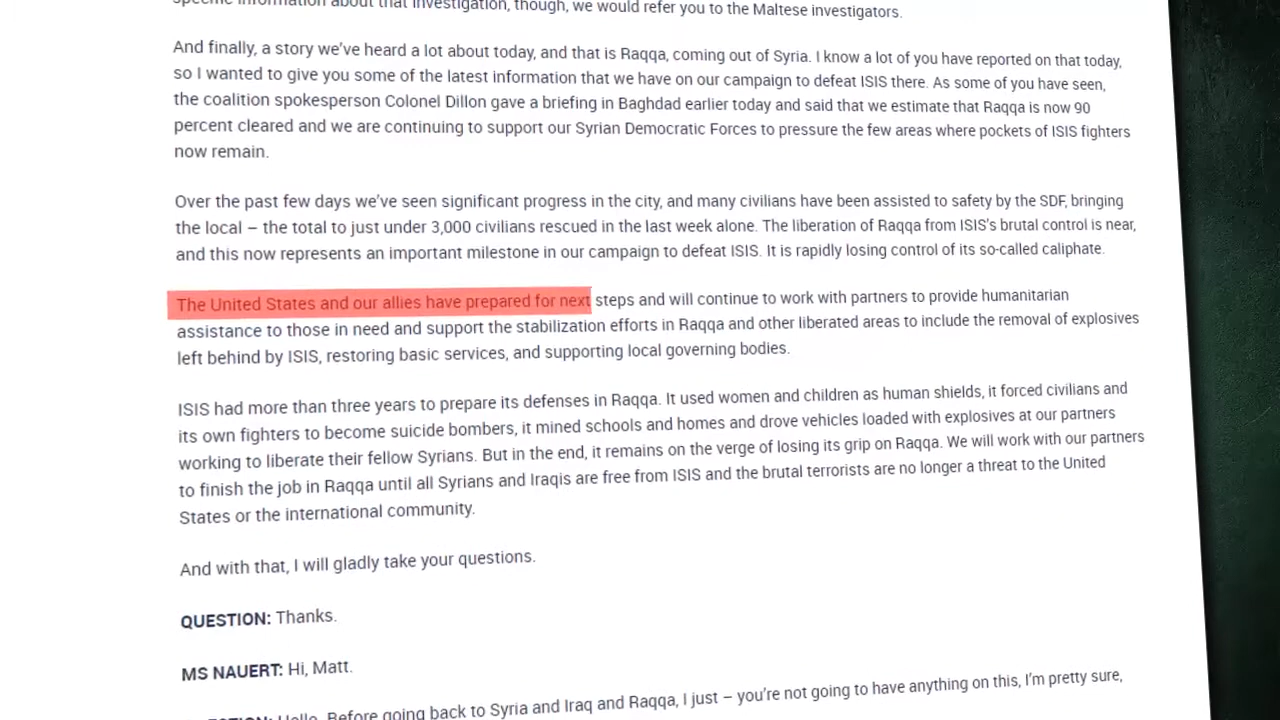 specific information about that investigation, though, we would refer you to the Maltese investigators.
And finally, a story we've heard a lot about today, and that is Raqqa, coming out of Syria. I know a lot of you have reported on that today,
so I wanted to give you some of the latest information that we have on our campaign to defeat ISIS there. As some of you have seen,
the coalition spokesperson Colonel Dillon gave a briefing in Baghdad earlier today and said that we estimate that Raqqa is now 90
percent cleared and we are continuing to support our Syrian Democratic Forces to pressure the few areas where pockets of ISIS fighters
now remain.
Over the past few days we've seen significant progress in the city, and many civilians have been assisted to safety by the SDF, bringing
the local – the total to just under 3,000 civilians rescued in the last week alone. The liberation of Raqqa from ISIS's brutal control is near,
and this now represents an important milestone in our campaign to defeat ISIS. It is rapidly losing control of its so-called caliphate.
The United States and our allies have prepared for next steps and will continue to work with partners to provide humanitarian
assistance to those in need and support the stabilization efforts in Raqqa and other liberated areas to include the removal of explosives
left behind by ISIS, restoring basic services, and supporting local governing bodies.
ISIS had more than three years to prepare its defenses in Raqqa. It used women and children as human shields, it forced civilians and
its own fighters to become suicide bombers, it mined schools and homes and drove vehicles loaded with explosives at our partners
working to liberate their fellow Syrians. But in the end, it remains on the verge of losing its grip on Raqqa. We will work with our partners
to finish the job in Raqqa until all Syrians and Iraqis are free from ISIS and the brutal terrorists are no longer a threat to the United
States or the international community.
And with that, I will gladly take your questions.
QUESTION: Thanks.
MS NAUERT: Hi, Matt.
QUESTION: Hello. Before going back to Syria and Iraq and Raqqa, I just – you're not going to have anything on this, I'm pretty sure,